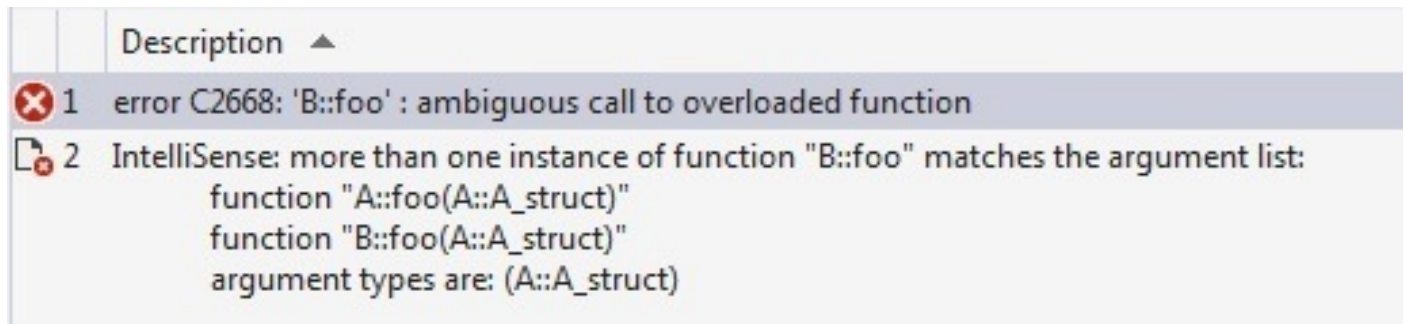 Description
1 error C2668: 'B::foo' : ambiguous call to overloaded function
2 IntelliSense: more than one instance of function "B::foo" matches the argument list:
function "A::foo(A::A_struct)"
function "B::foo(A::A_struct)"
argument types are: (A::A_struct)